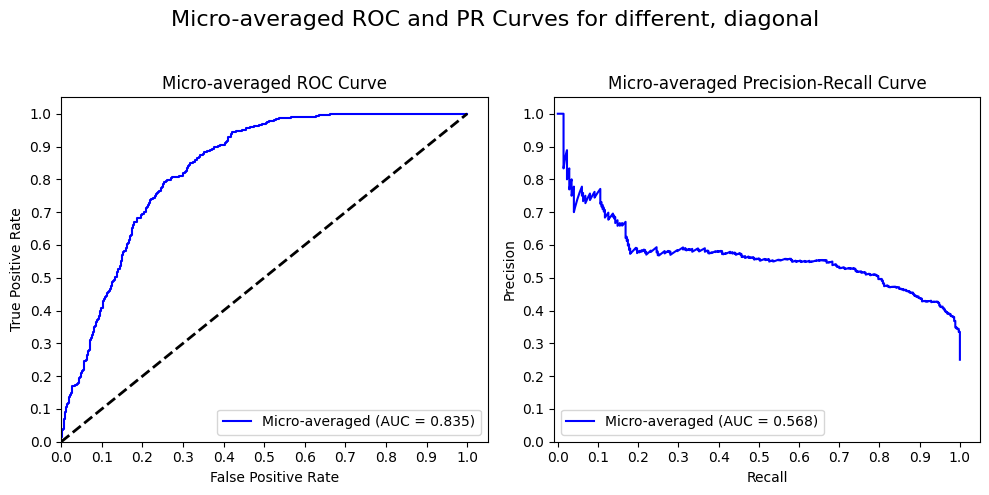 Micro-averaged ROC and PR Curves for different, diagonal
Micro-averaged ROC Curve
True Positive Rate
1.0
0.9
0.8
0.7
0.6
0.5
0.4
0.3
0.2
0.1
0.0
Micro-averaged (AUC = 0.835)
0.0 0.1 0.2 0.3 0.4 0.5 0.6 0.7 0.8 0.9 1.0
False Positive Rate
Micro-averaged Precision-Recall Curve
Precision
1.0
0.9
0.8
0.7
0.6
0.5
0.4
0.3
0.2
0.1
0.0
Micro-averaged (AUC = 0.568)
0.0 0.1 0.2 0.3 0.4 0.5 0.6 0.7 0.8 0.9 1.0
Recall